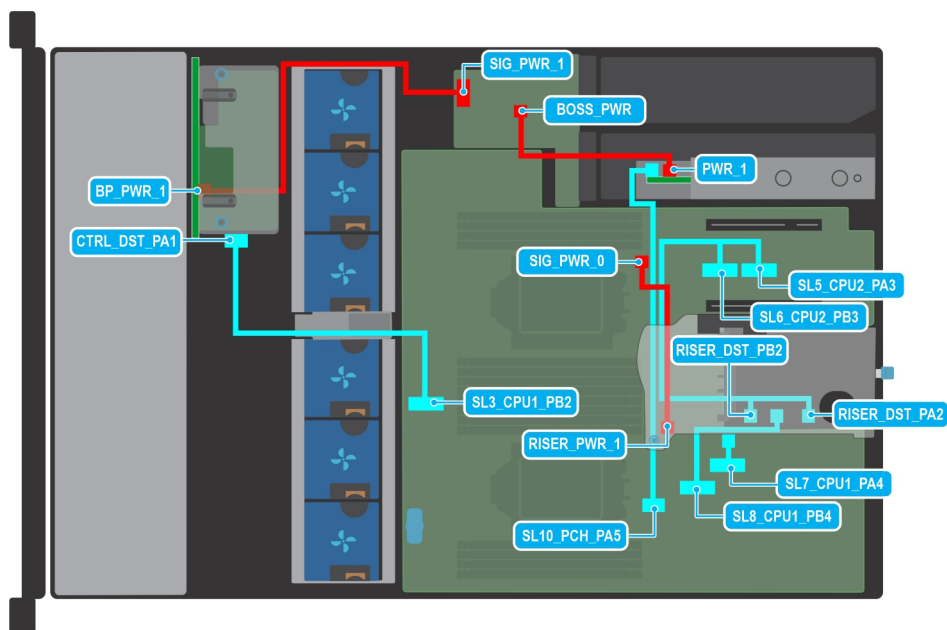 SIG_PWR_1
BOSS_PWR
PWR_1
BP_PWR_1
CTRL_DST_PA1
SIG_PWR_0
SL5_CPU2_PA3
SL6_CPU2_PB3
RISER_DST_PB2
SL3_CPU1_PB2
RISER_DST_PA2
RISER_PWR_1
SL7_CPU1_PA4
SL8_CPU1_PB4
SL10_PCH_PA5